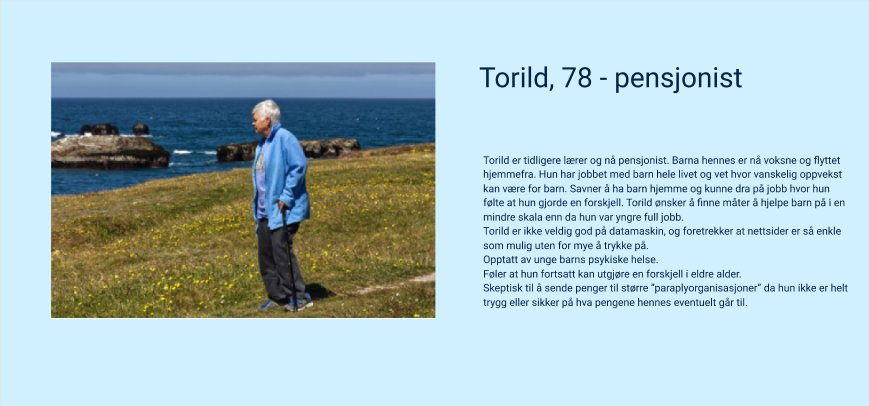 Torild, 78 - pensjonist
Torild er tidligere lærer og nå pensjonist. Barna hennes er nå voksne og flyttet
hjemmefra. Hun har jobbet med barn hele livet og vet hvor vanskelig oppvekst
kan være for barn. Savner å ha barn hjemme og kunne dra på jobb hvor hun
følte at hun gjorde en forskjell. Torild ønsker å finne måter å hjelpe barn på i en
mindre skala enn da hun var yngre full jobb.
Torild er ikke veldig god på datamaskin, og foretrekker at nettsider er så enkle
som mulig uten for mye å trykke på.
Opptatt av unge barns psykiske helse.
Føler at hun fortsatt kan utgjøre en forskjell i eldre alder.
Skeptisk til å sende penger til større “paraplyorganisasjoner” da hun ikke er helt
trygg eller sikker på hva pengene hennes eventuelt går til.